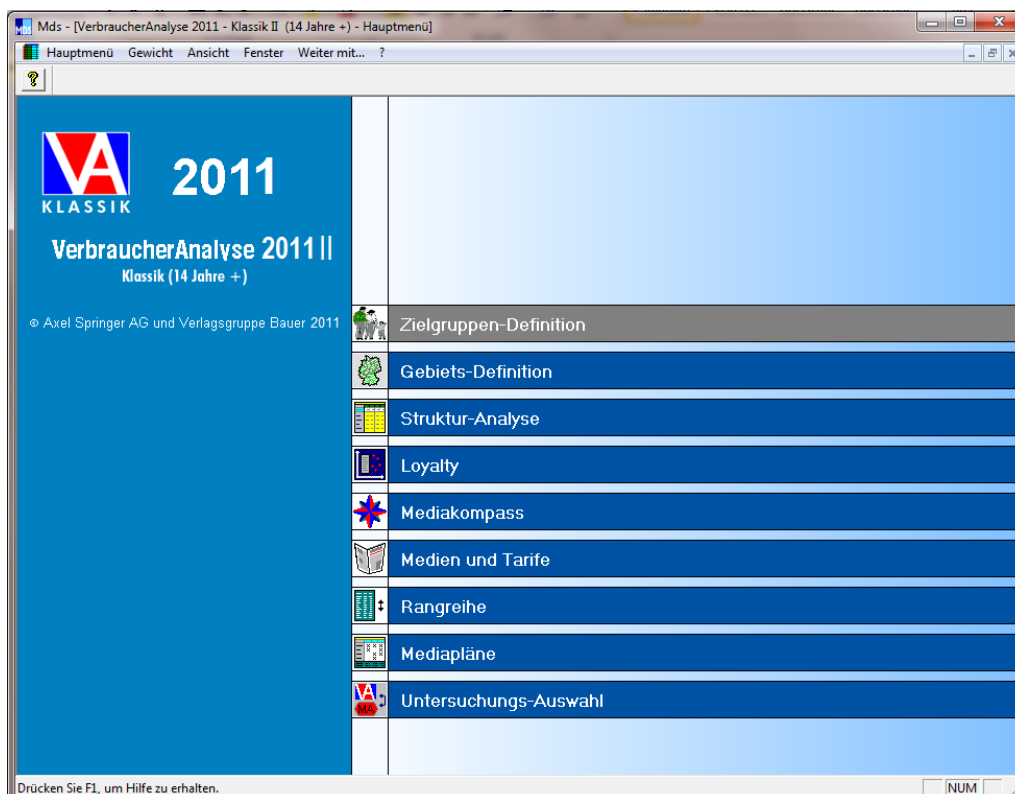 Mds - [VerbraucherAnalyse 2011 - Klassik II (14 Jahre +) - Hauptmenü]
Hauptmenü Gewicht Ansicht Fenster Weiter mit... ?
VA
KLASSIK
2011
VerbraucherAnalyse 2011 II
Klassik (14 Jahre +)
© Axel Springer AG und Verlagsgruppe Bauer 2011
Zielgruppen-Definition
Gebiets-Definition
Struktur-Analyse
Loyalty
Mediakompass
Medien und Tarife
Rangreihe
Mediapläne
VA
MA
Untersuchungs-Auswahl
Drücken Sie F1, um Hilfe zu erhalten.
NUM